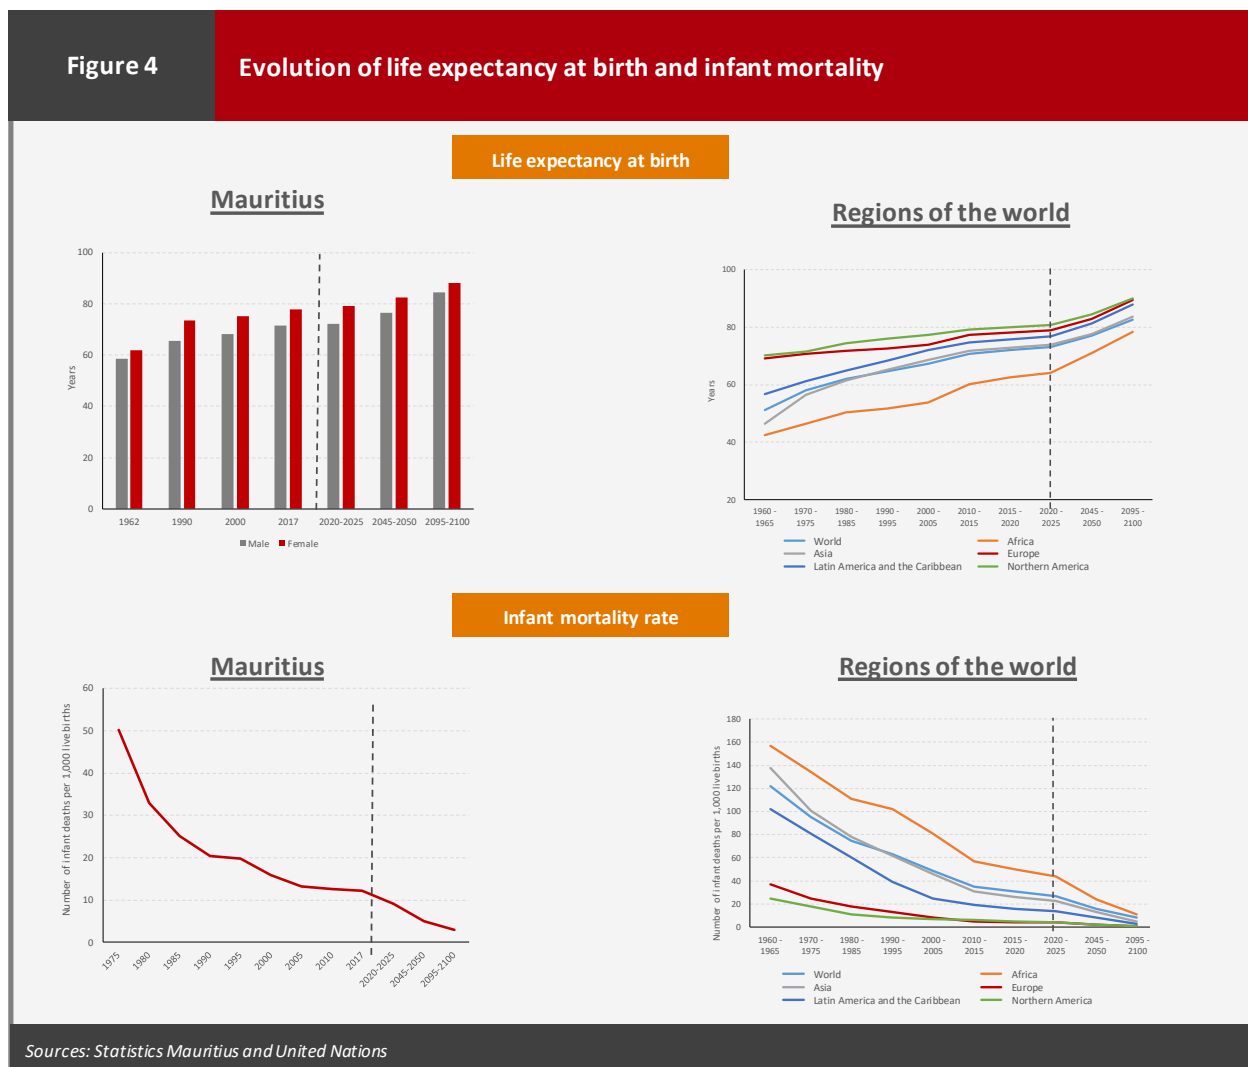 Figure 4
Evolution of life expectancy at birth and infant mortality
Life expectancy at birth
Mauritius
Years
100
80
60
40
20
0
1962 1990 2000 2017 2020-2025 2045-2050 2095-2100
Male Female
Regions of the world
Years
100
80
60
40
20
1960 - 1970 - 1980 - 1990 - 2000 - 2010 - 2015 - 2020 - 2045 - 2095 -
1965 1975 1985 1995 2005 2015 2020 2025 2050 2100
World Africa
Asia Europe
Latin America and the Caribbean Northern America
Infant mortality rate
Mauritius
Number of infant deaths per 1,000 live births
60
50
40
30
20
10
0
1975 1980 1985 1990 1995 2000 2005 2010 2017 2020-2025 2045-2050 2095-2100
Regions of the world
Number of infant deaths per 1,000 live births
180
160
140
120
100
80
60
40
20
0
1960 - 1970 - 1980 - 1990 - 2000 - 2010 - 2015 - 2020 - 2045 - 2095 -
1965 1975 1985 1995 2005 2015 2020 2025 2050 2100
World Africa
Asia Europe
Latin America and the Caribbean Northern America
Sources: Statistics Mauritius and United Nations